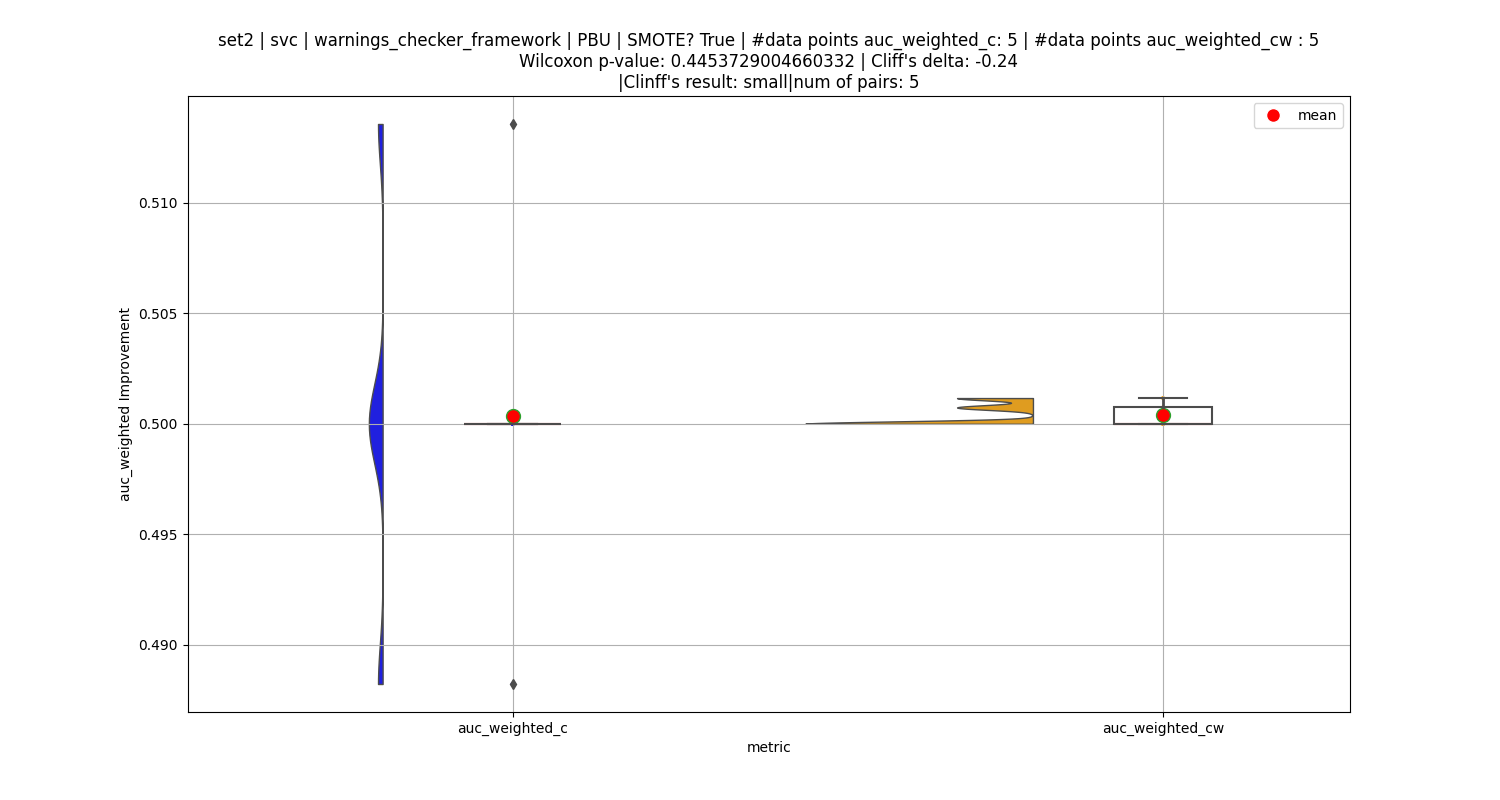 set2 | svc | warnings_checker_framework | PBU | SMOTE? True | #data points auc_weighted_c: 5 | #data points auc_weighted_cw : 5
Wilcoxon p-value: 0.4453729004660332 | Cliff's delta: -0.24
|Clinff's result: small|num of pairs: 5
mean
0.510
0.505
0.500
0.495
0.490
auc_weighted Improvement
auc_weighted_c
auc_weighted_cw
metric